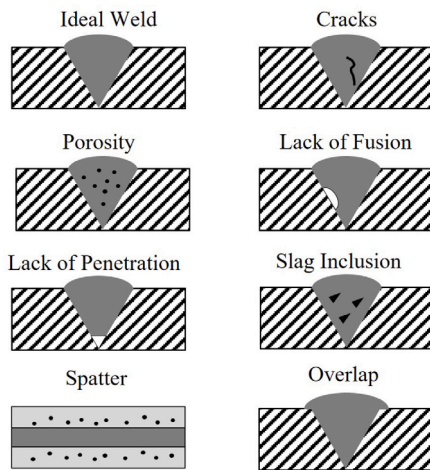 Ideal Weld
Cracks
Porosity
Lack of Fusion
Lack of Penetration
Slag Inclusion
Spatter
Overlap